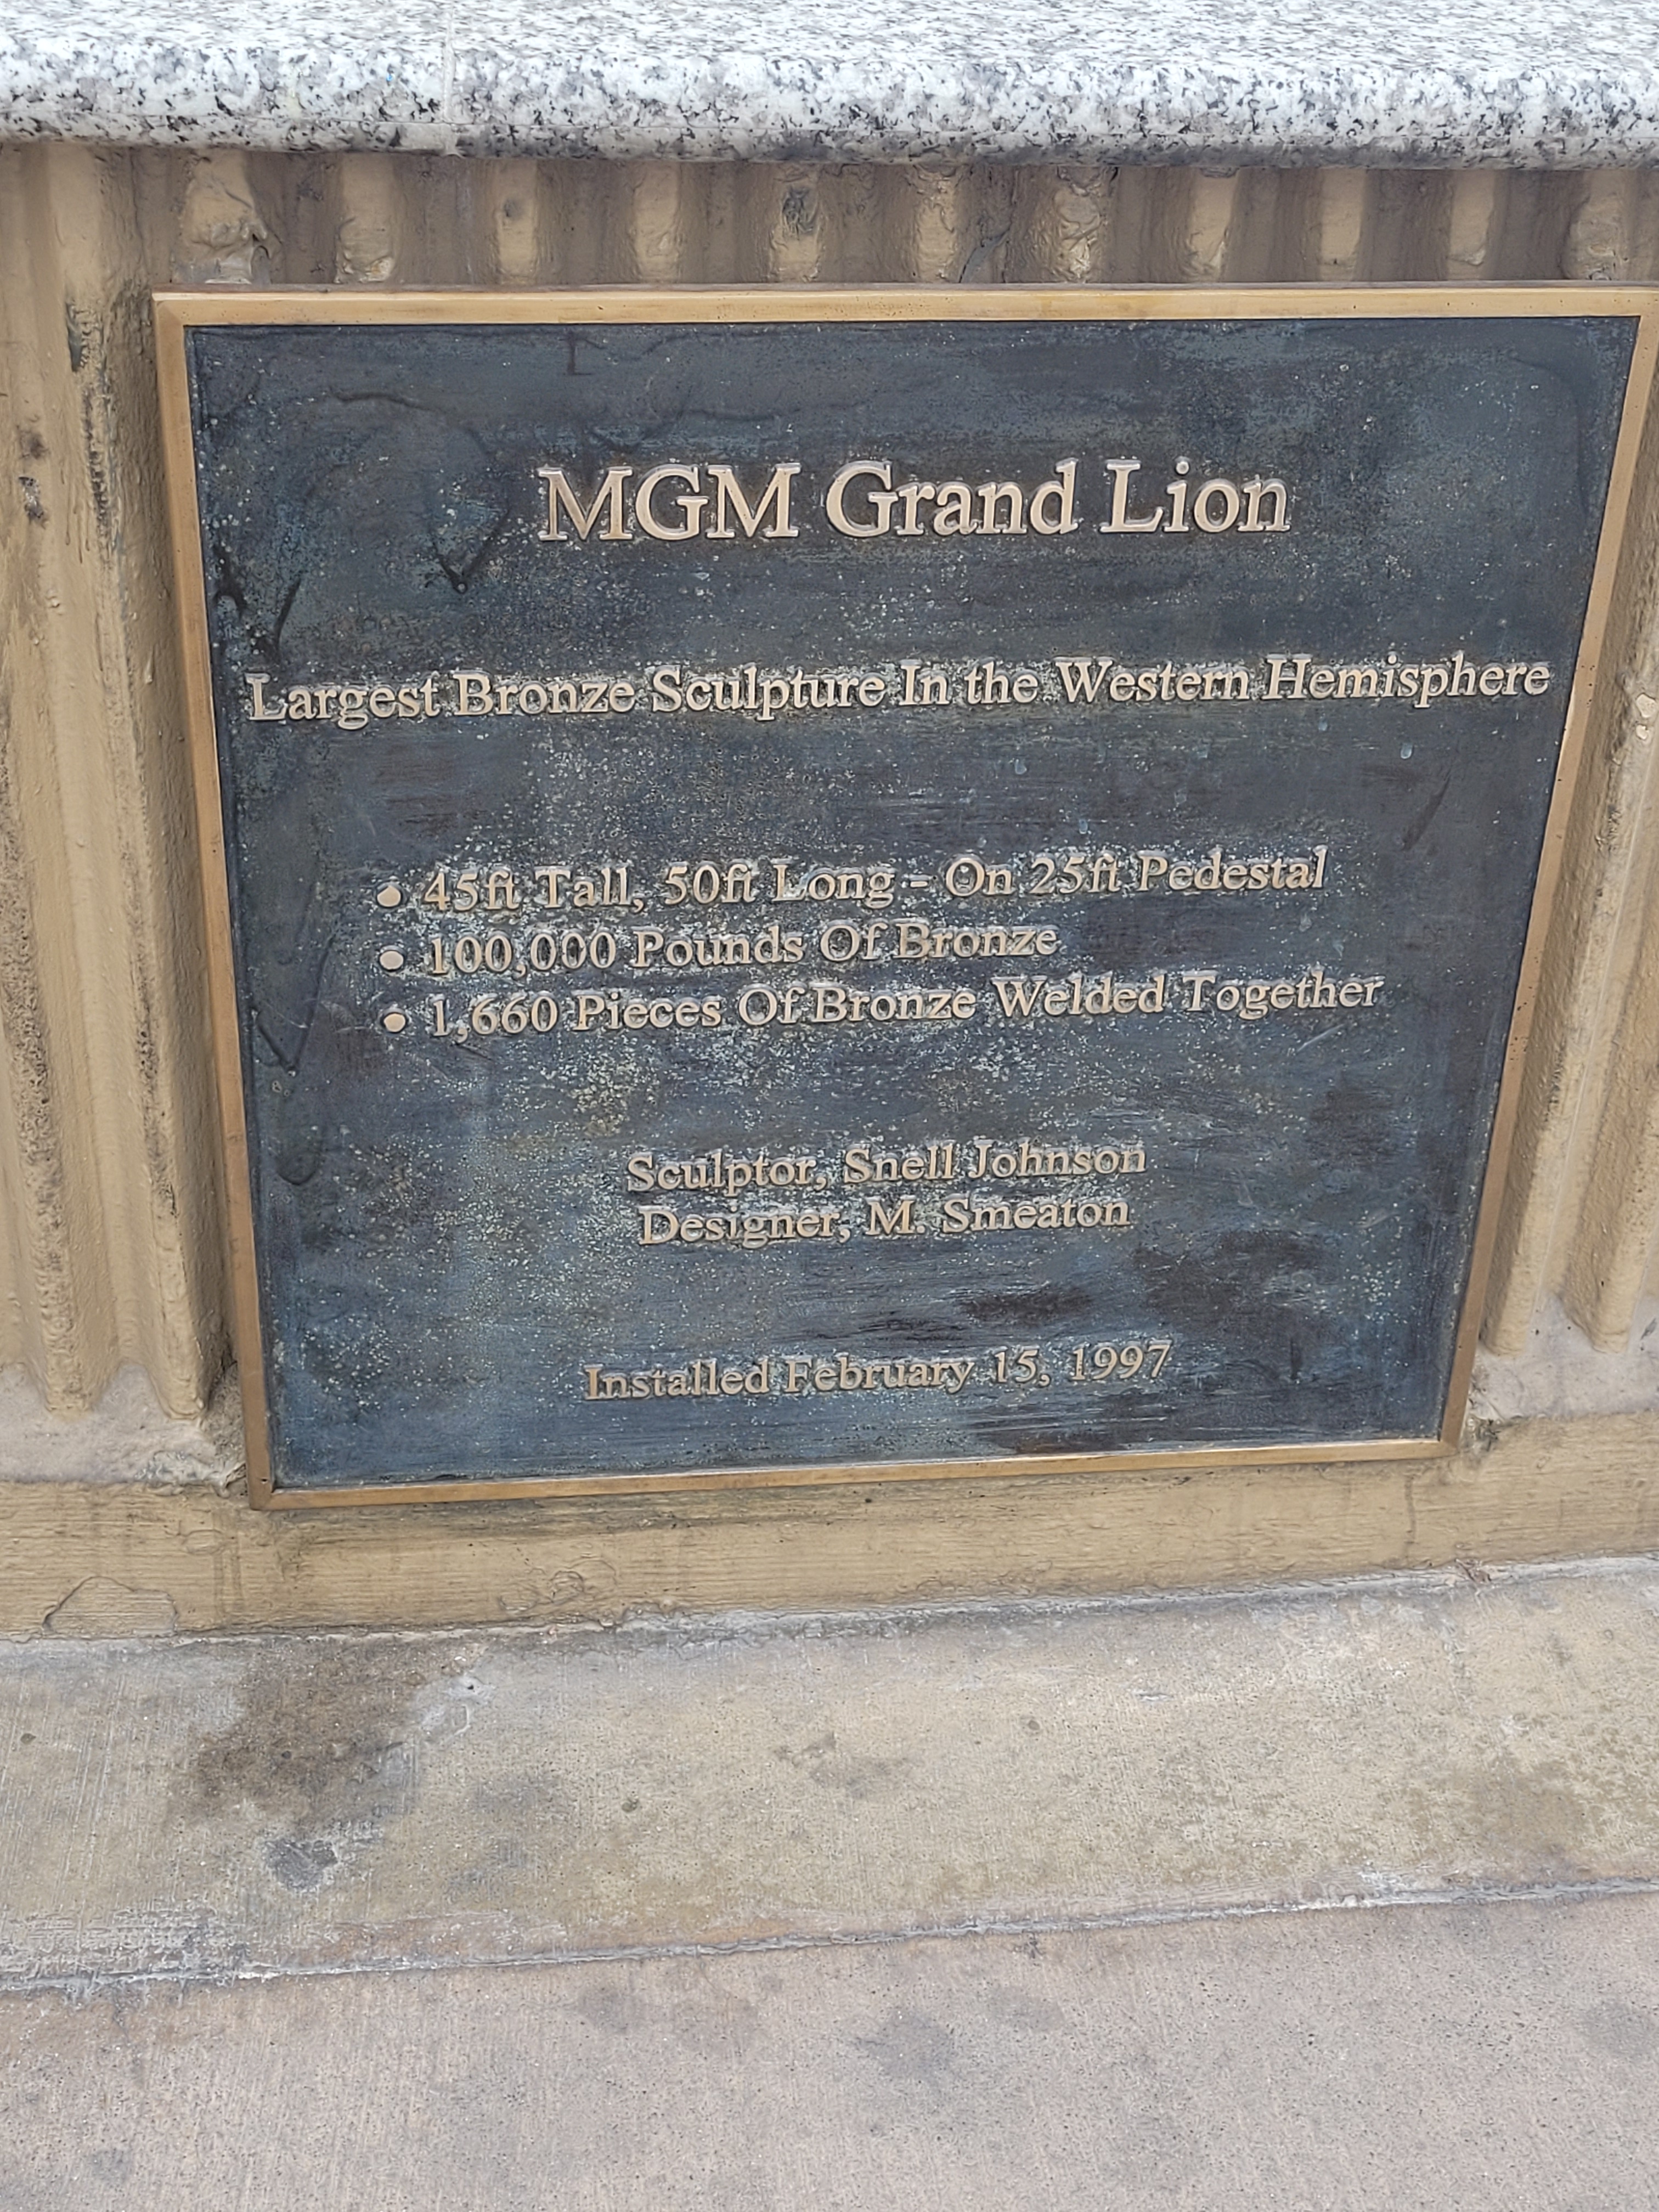 MGM Grand Lion
Largest Bronze Sculpture In the Western Hemisphere
• 45ft Tall, 50ft Long - On 25ft Pedestal
• 100,000 Pounds Of Bronze
• 1,660 Pieces Of Bronze Welded Together
Sculptor, Snell Johnson
Designer, M. Smeaton
Installed February 15, 1997